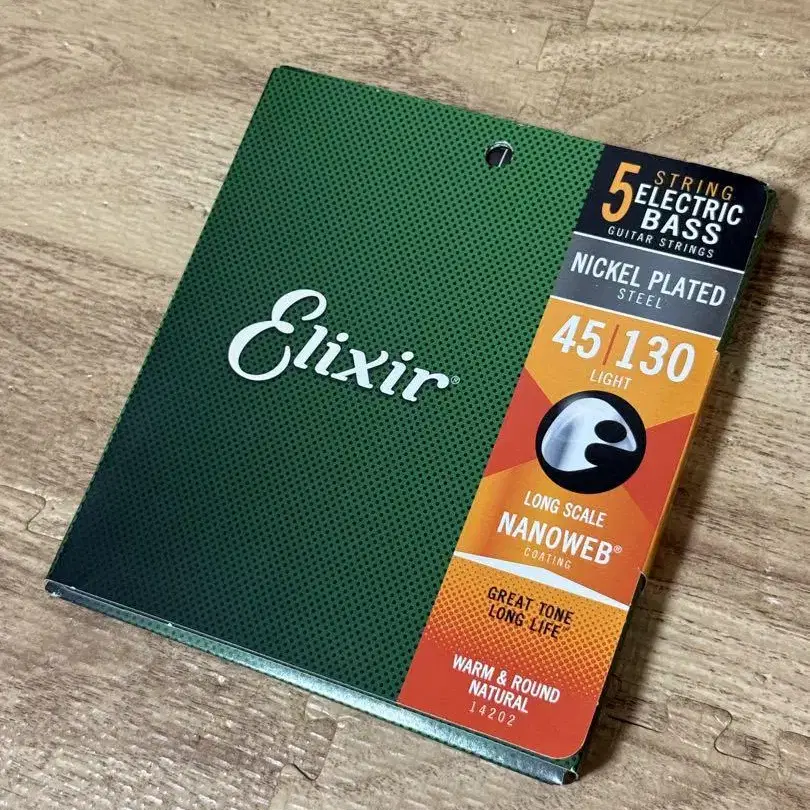 Elixir®
5 STRING
ELECTRIC
BASS
GUITAR STRINGS
NICKEL PLATED
STEEL
45/130
LIGHT
LONG SCALE
NANOWEB®
COATING
GREAT TONE
LONG LIFE™
WARM & ROUND
NATURAL
14202